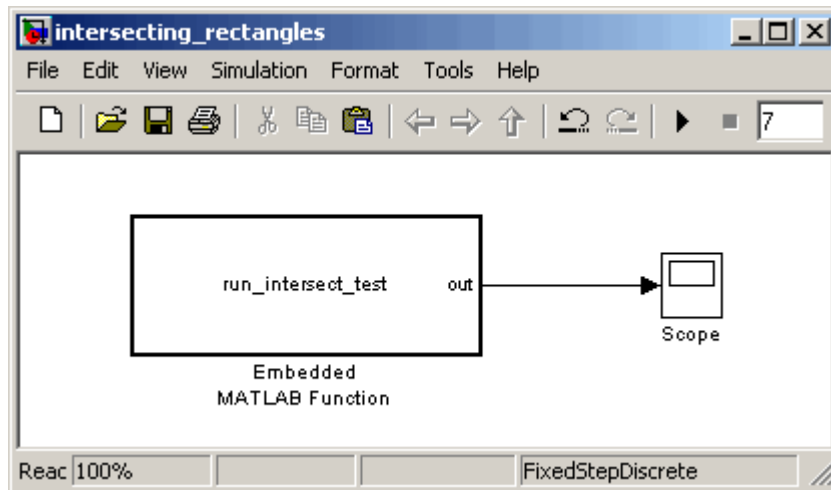 intersecting_rectangles
File Edit View Simulation Format Tools Help
7
run_intersect_test out
Scope
Embedded
MATLAB Function
Reac 100% FixedStepDiscrete